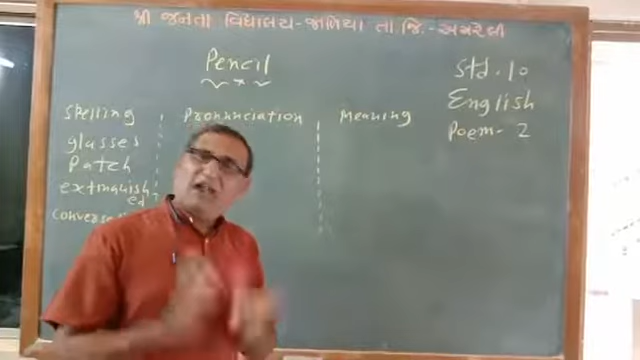 શ્રી જનતા વિદ્યાલય-જાળિયા તા.જિ.-અમરેલી
Pencil
Std. 10
English
Poem- 2
Spelling Pronunciation Meaning
glasses
Patch
extinguish
ed